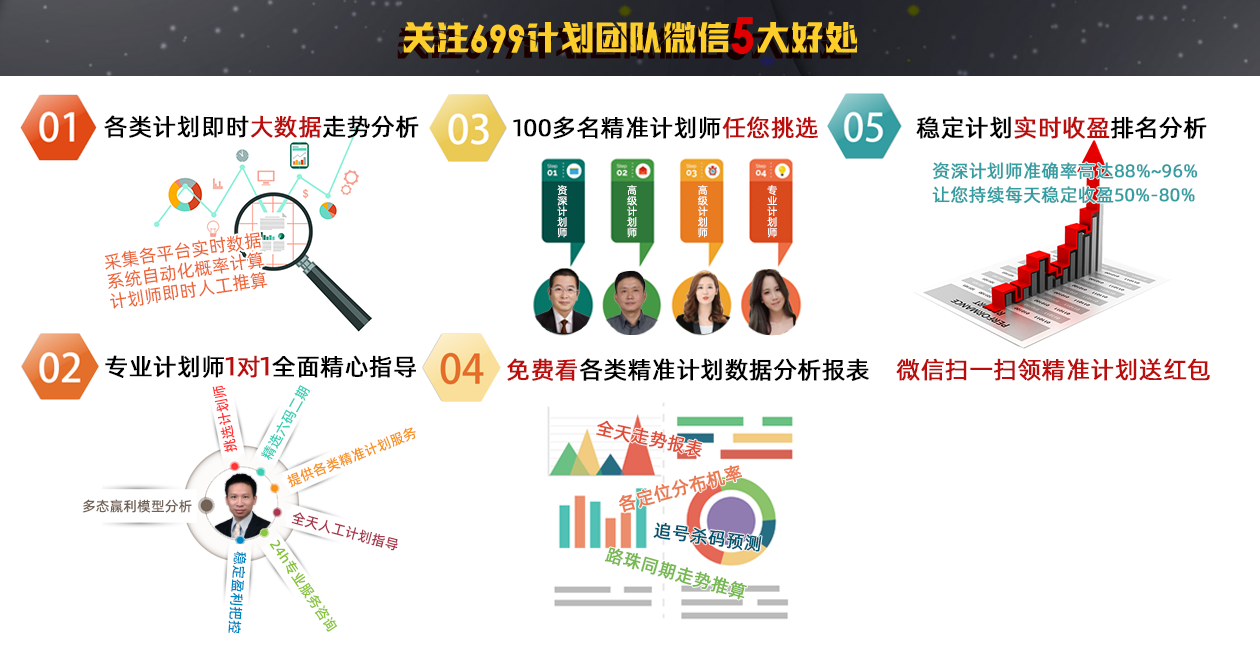 关注699计划团队微信5大好处
01
各类计划即时大数据走势分析
采集各平台实时数据
系统自动化概率计算
计划师即时人工推算
02
专业计划师1对1全面精心指导
挑选计划师
精选六码二期
提供各类精准计划服务
多态赢利模型分析
全天人工计划指导
24h专业服务咨询
稳定盈利把控
03
100多名精准计划师任您挑选
Step
01
资深计划师
Step
02
高级计划师
Step
03
高级计划师
Step
04
专业计划师
04
免费看各类精准计划数据分析报表
全天走势报表
各定位分布机率
追号杀码预测
路珠同期走势推算
05
稳定计划实时收盈排名分析
资深计划师准确率高达88%~96%
让您持续每天稳定收盈50%-80%
PERFORMANCE
微信扫一扫领精准计划送红包